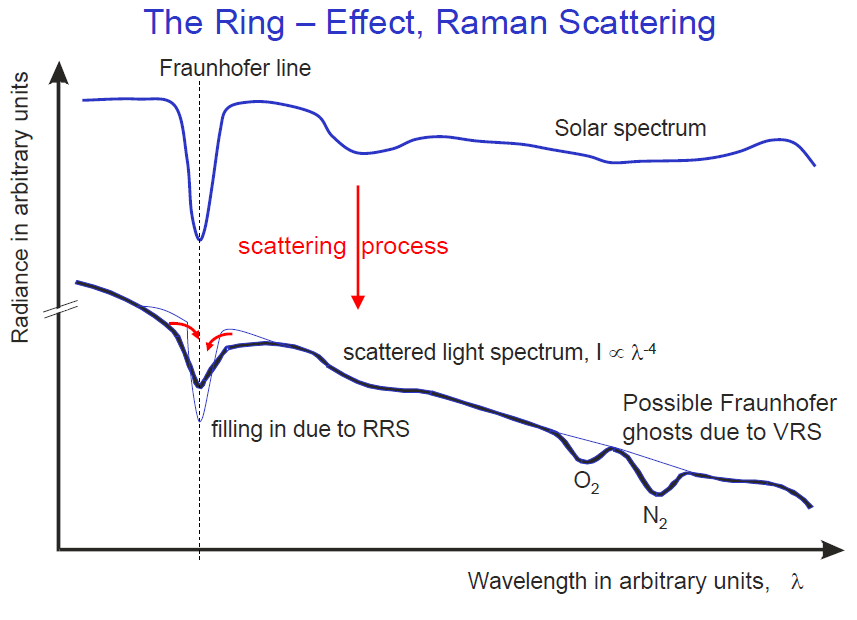 The Ring – Effect, Raman Scattering
Fraunhofer line
Radiance in arbitrary units
Solar spectrum
scattering process
scattered light spectrum, I ∝ λ-4
filling in due to RRS
Possible Fraunhofer
ghosts due to VRS
O2
N2
Wavelength in arbitrary units, λ